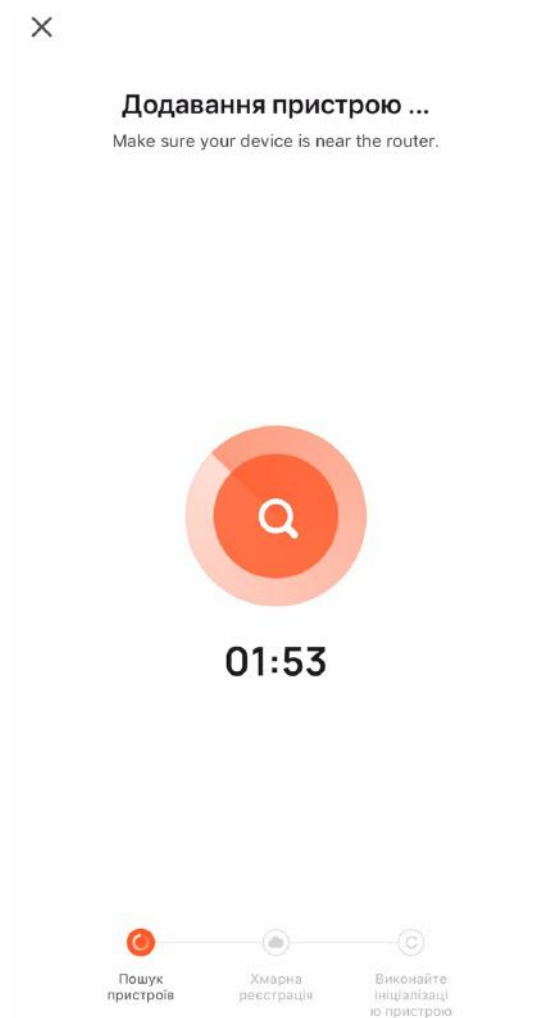 Додавання пристрою ...
Make sure your device is near the router.
01:53
Пошук
пристроїв
Хмарна
реєстрація
Виконайте
ініціалізаці
ю пристрою